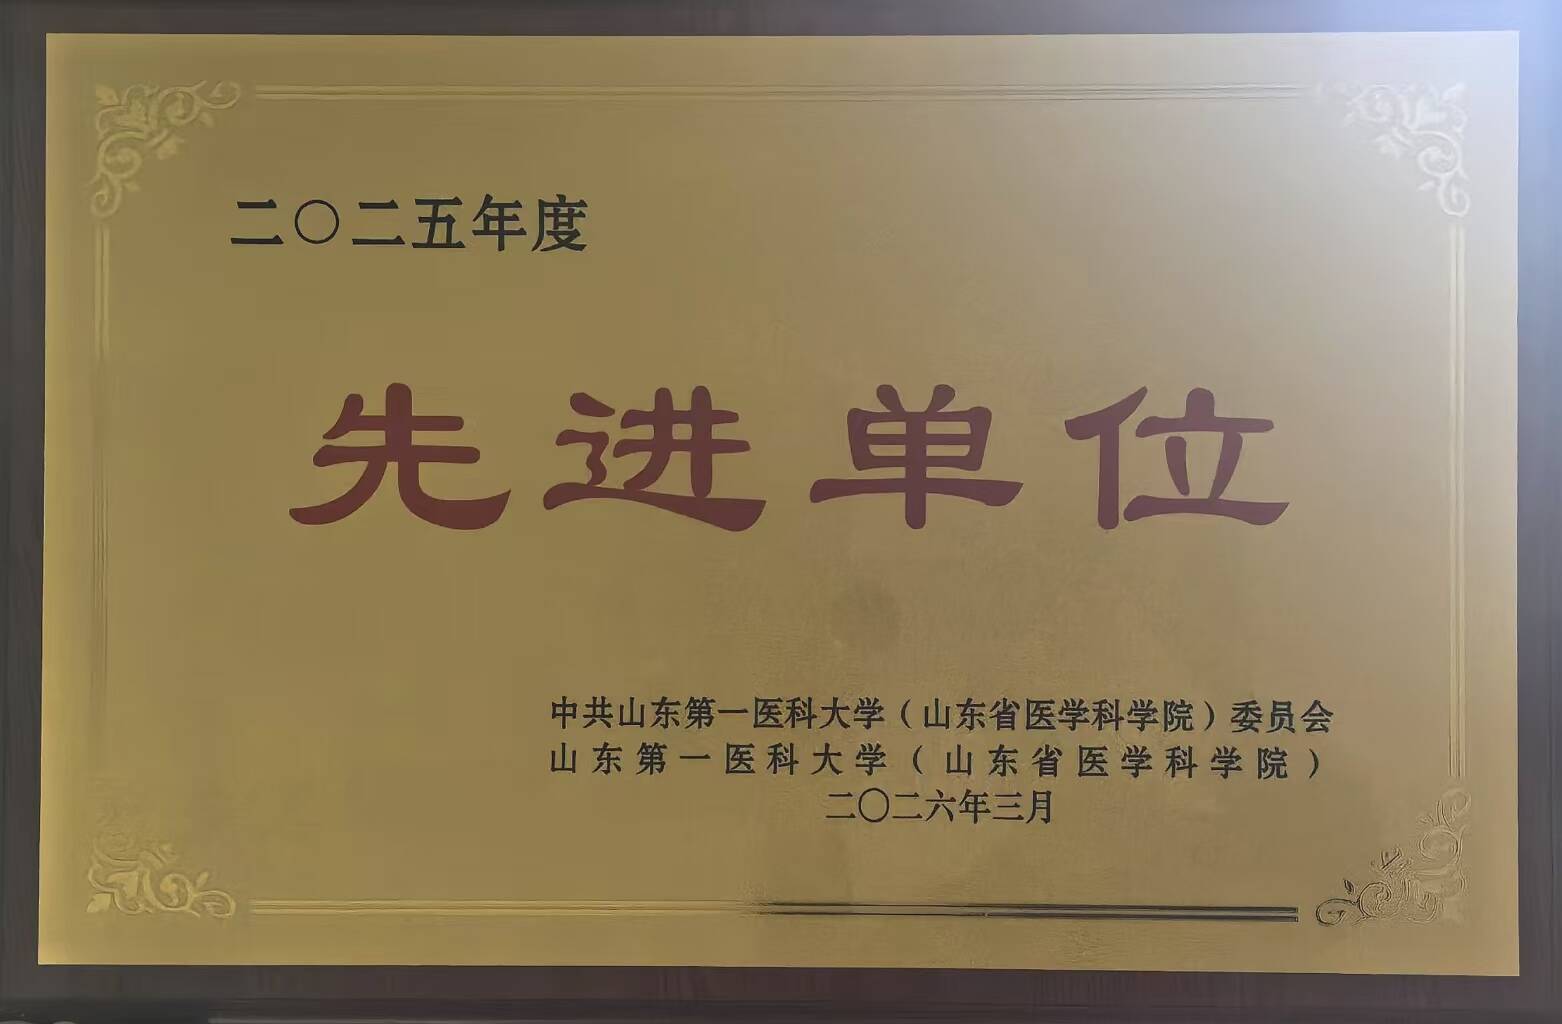 二〇二五年度
先进单位
中共山东第一医科大学（山东省医学科学院）委员会
山东第一医科大学（山东省医学科学院）
二〇二六年三月